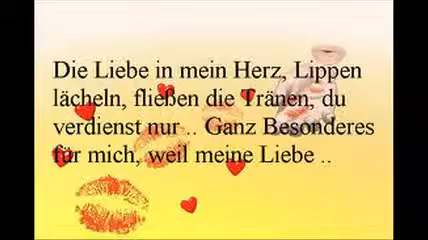 Die Liebe in mein Herz, Lippen
lächeln, fließen die Tränen, du
verdienst nur .. Ganz Besonderes
für mich, weil meine Liebe ..